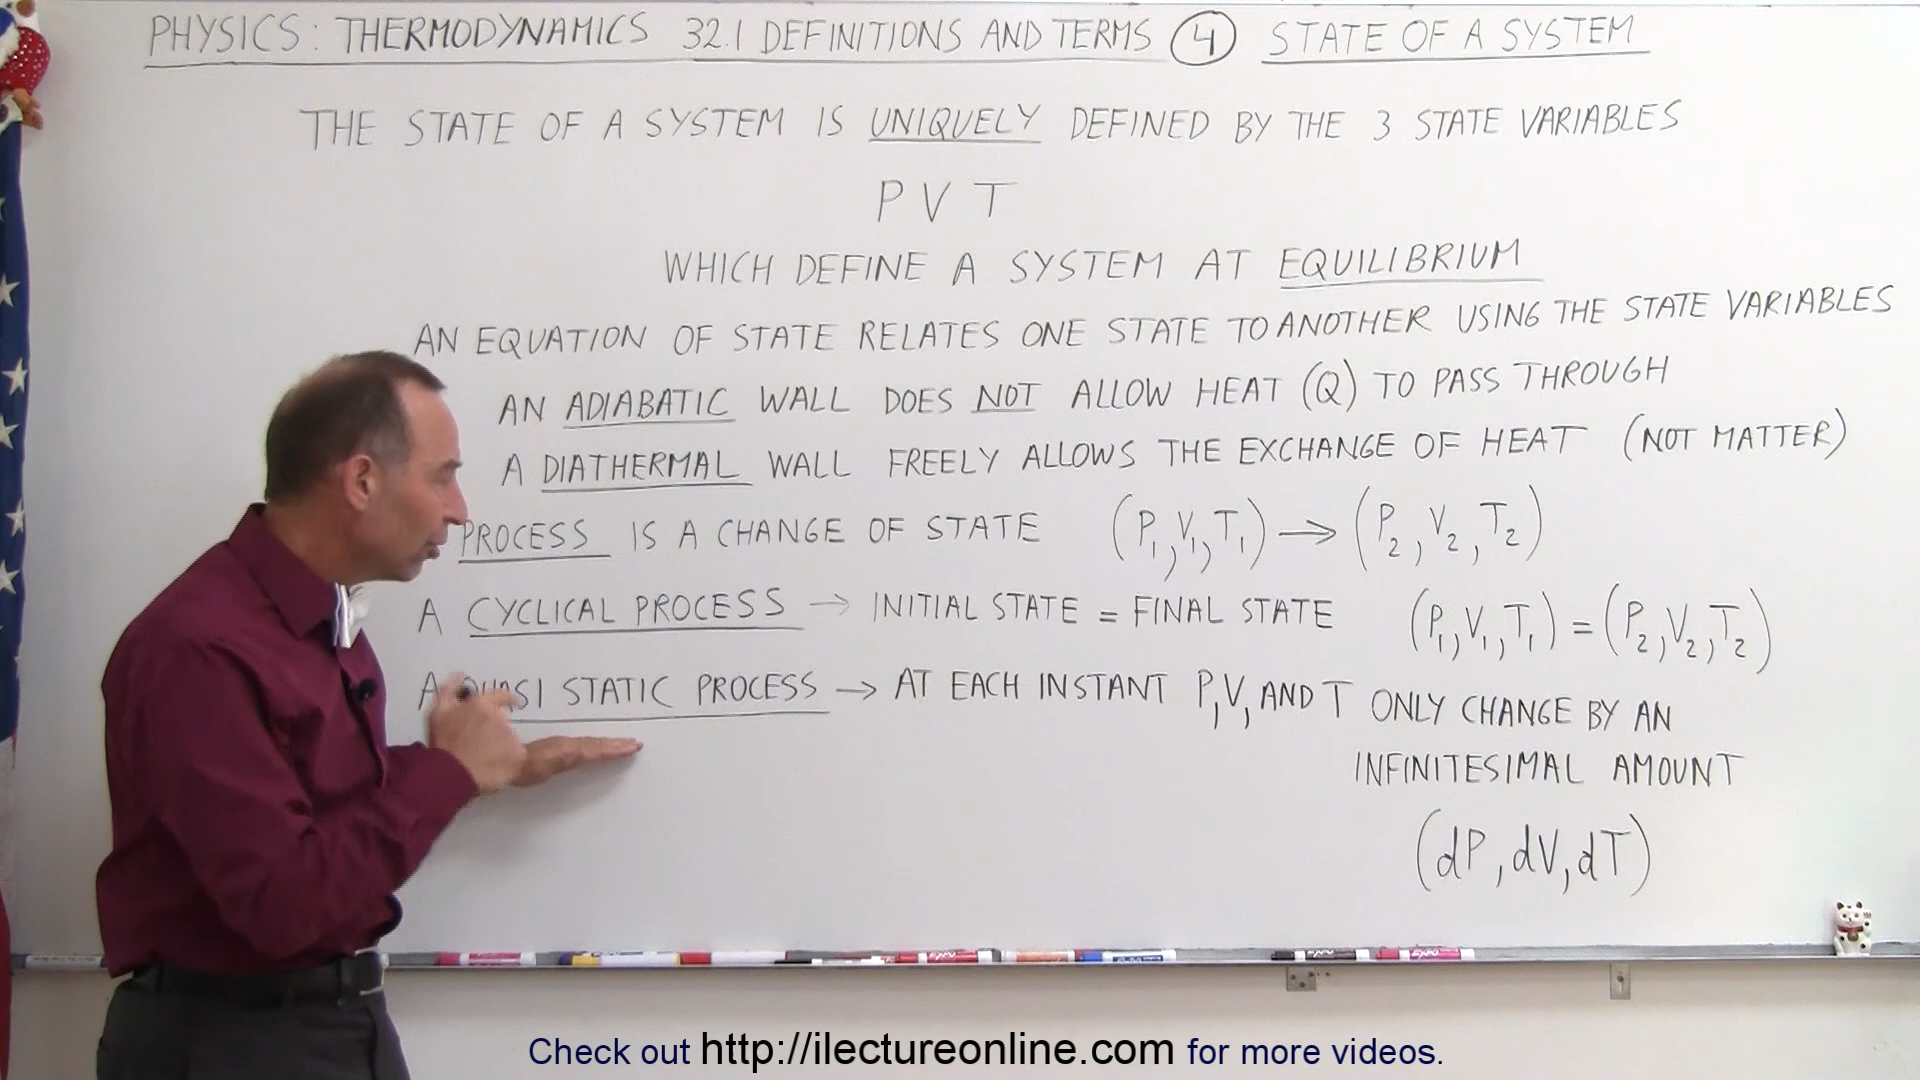 PHYSICS: THERMODYNAMICS 32.1 DEFINITIONS AND TERMS 4 STATE OF A SYSTEM
THE STATE OF A SYSTEM IS UNIQUELY DEFINED BY THE 3 STATE VARIABLES
P V T
WHICH DEFINE A SYSTEM AT EQUILIBRIUM
AN EQUATION OF STATE RELATES ONE STATE TO ANOTHER USING THE STATE VARIABLES
AN ADIABATIC WALL DOES NOT ALLOW HEAT (Q) TO PASS THROUGH
A DIATHERMAL WALL FREELY ALLOWS THE EXCHANGE OF HEAT (NOT MATTER)
PROCESS IS A CHANGE OF STATE (P₁,V₁,T₁) → (P₂,V₂,T₂)
A CYCLICAL PROCESS → INITIAL STATE = FINAL STATE (P₁,V₁,T₁) = (P₂,V₂,T₂)
A QUASI STATIC PROCESS → AT EACH INSTANT P, V, AND T ONLY CHANGE BY AN
INFINITESIMAL AMOUNT
(dP, dV, dT)
EXPO EXPO EXPO
Check out http://ilectureonline.com for more videos.